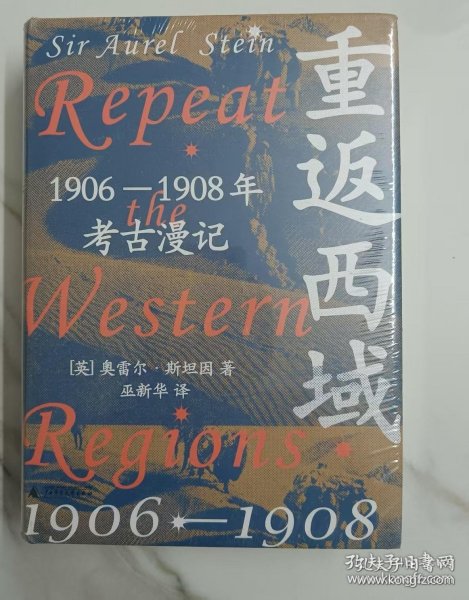 Sir Aurel Stein
Repeat
the
Western
Regions
1906—1908
重返西域
1906—1908年
考古漫记
[英] 奥雷尔·斯坦因 著
巫新华 译
孔夫子旧书网
www.kongfz.com